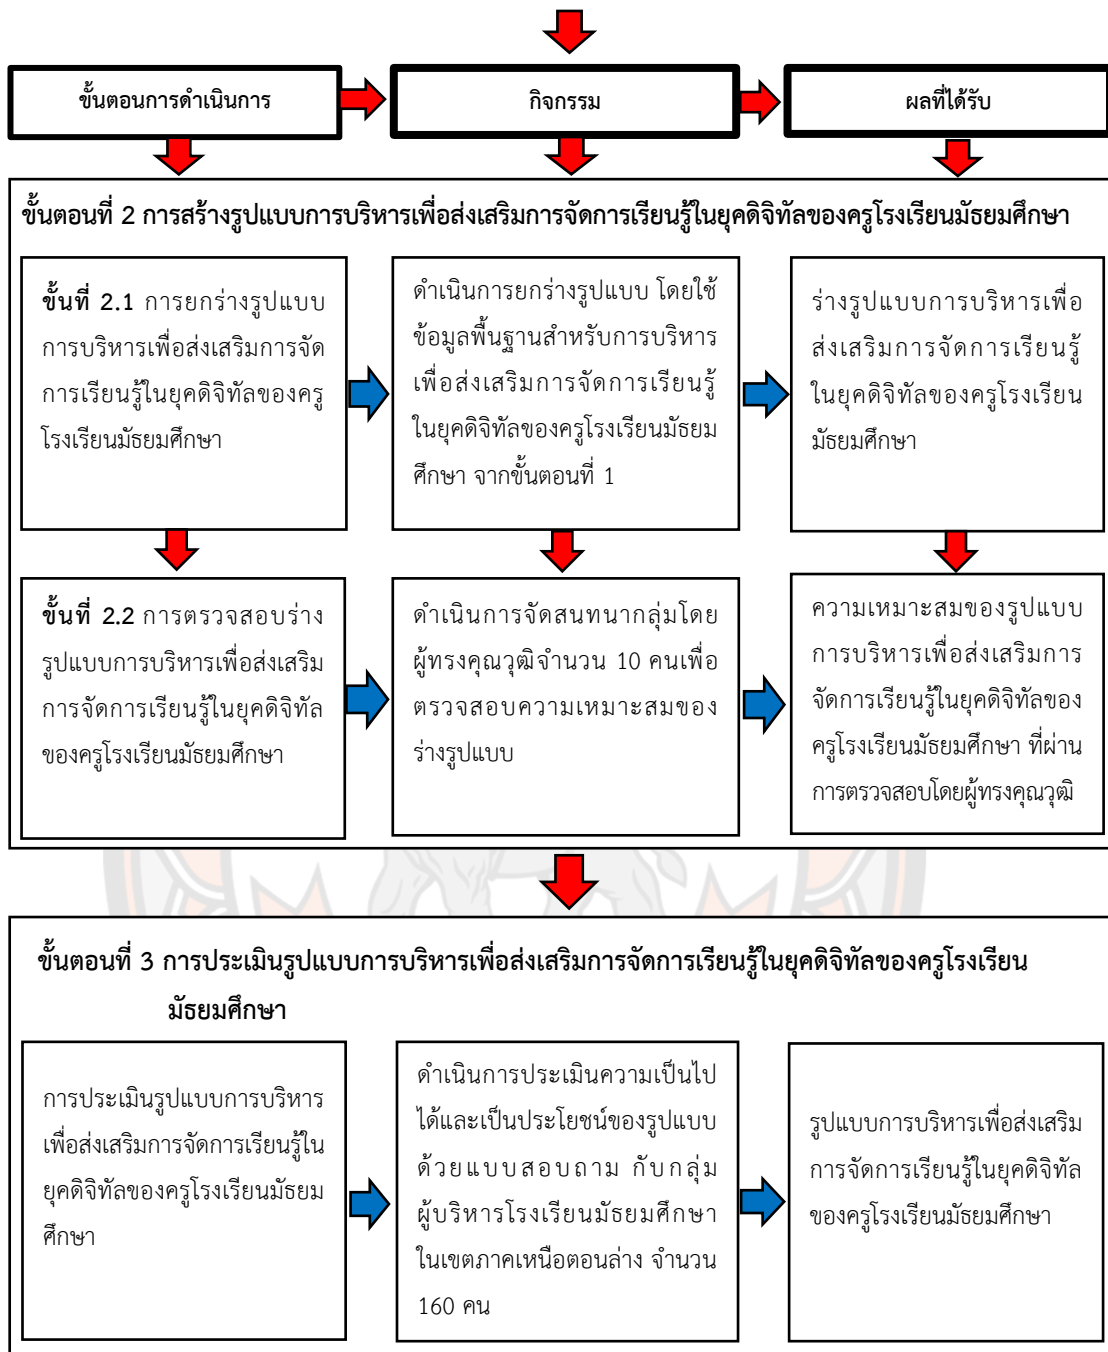 ขั้นตอนการดำเนินการ
กิจกรรม
ผลที่ได้รับ
ขั้นตอนที่ 2 การสร้างรูปแบบการบริหารเพื่อส่งเสริมการจัดการเรียนรู้ในยุคดิจิทัลของครูโรงเรียนมัธยมศึกษา
ขั้นที่ 2.1 การยกร่างรูปแบบ
การบริหารเพื่อส่งเสริมการจัด
การเรียนรู้ในยุคดิจิทัลของครู
โรงเรียนมัธยมศึกษา
ดำเนินการยกร่างรูปแบบ โดยใช้
ข้อมูลพื้นฐานสำหรับการบริหาร
เพื่อส่งเสริมการจัดการเรียนรู้
ในยุคดิจิทัลของครูโรงเรียนมัธยม
ศึกษา จากขั้นตอนที่ 1
ร่างรูปแบบการบริหารเพื่อ
ส่งเสริมการจัดการเรียนรู้
ในยุคดิจิทัลของครูโรงเรียน
มัธยมศึกษา
ขั้นที่ 2.2 การตรวจสอบร่าง
รูปแบบการบริหารเพื่อส่งเสริม
การจัดการเรียนรู้ในยุคดิจิทัล
ของครูโรงเรียนมัธยมศึกษา
ดำเนินการจัดสนทนากลุ่มโดย
ผู้ทรงคุณวุฒิจำนวน 10 คนเพื่อ
ตรวจสอบความเหมาะสมของ
ร่างรูปแบบ
ความเหมาะสมของรูปแบบ
การบริหารเพื่อส่งเสริมการ
จัดการเรียนรู้ในยุคดิจิทัลของ
ครูโรงเรียนมัธยมศึกษา ที่ผ่าน
การตรวจสอบโดยผู้ทรงคุณวุฒิ
ขั้นตอนที่ 3 การประเมินรูปแบบการบริหารเพื่อส่งเสริมการจัดการเรียนรู้ในยุคดิจิทัลของครูโรงเรียน
มัธยมศึกษา
การประเมินรูปแบบการบริหาร
เพื่อส่งเสริมการจัดการเรียนรู้ใน
ยุคดิจิทัลของครูโรงเรียนมัธยม
ศึกษา
ดำเนินการประเมินความเป็นไป
ได้และเป็นประโยชน์ของรูปแบบ
ด้วยแบบสอบถาม กับกลุ่ม
ผู้บริหารโรงเรียนมัธยมศึกษา
ในเขตภาคเหนือตอนล่าง จำนวน
160 คน
รูปแบบการบริหารเพื่อส่งเสริม
การจัดการเรียนรู้ในยุคดิจิทัล
ของครูโรงเรียนมัธยมศึกษา